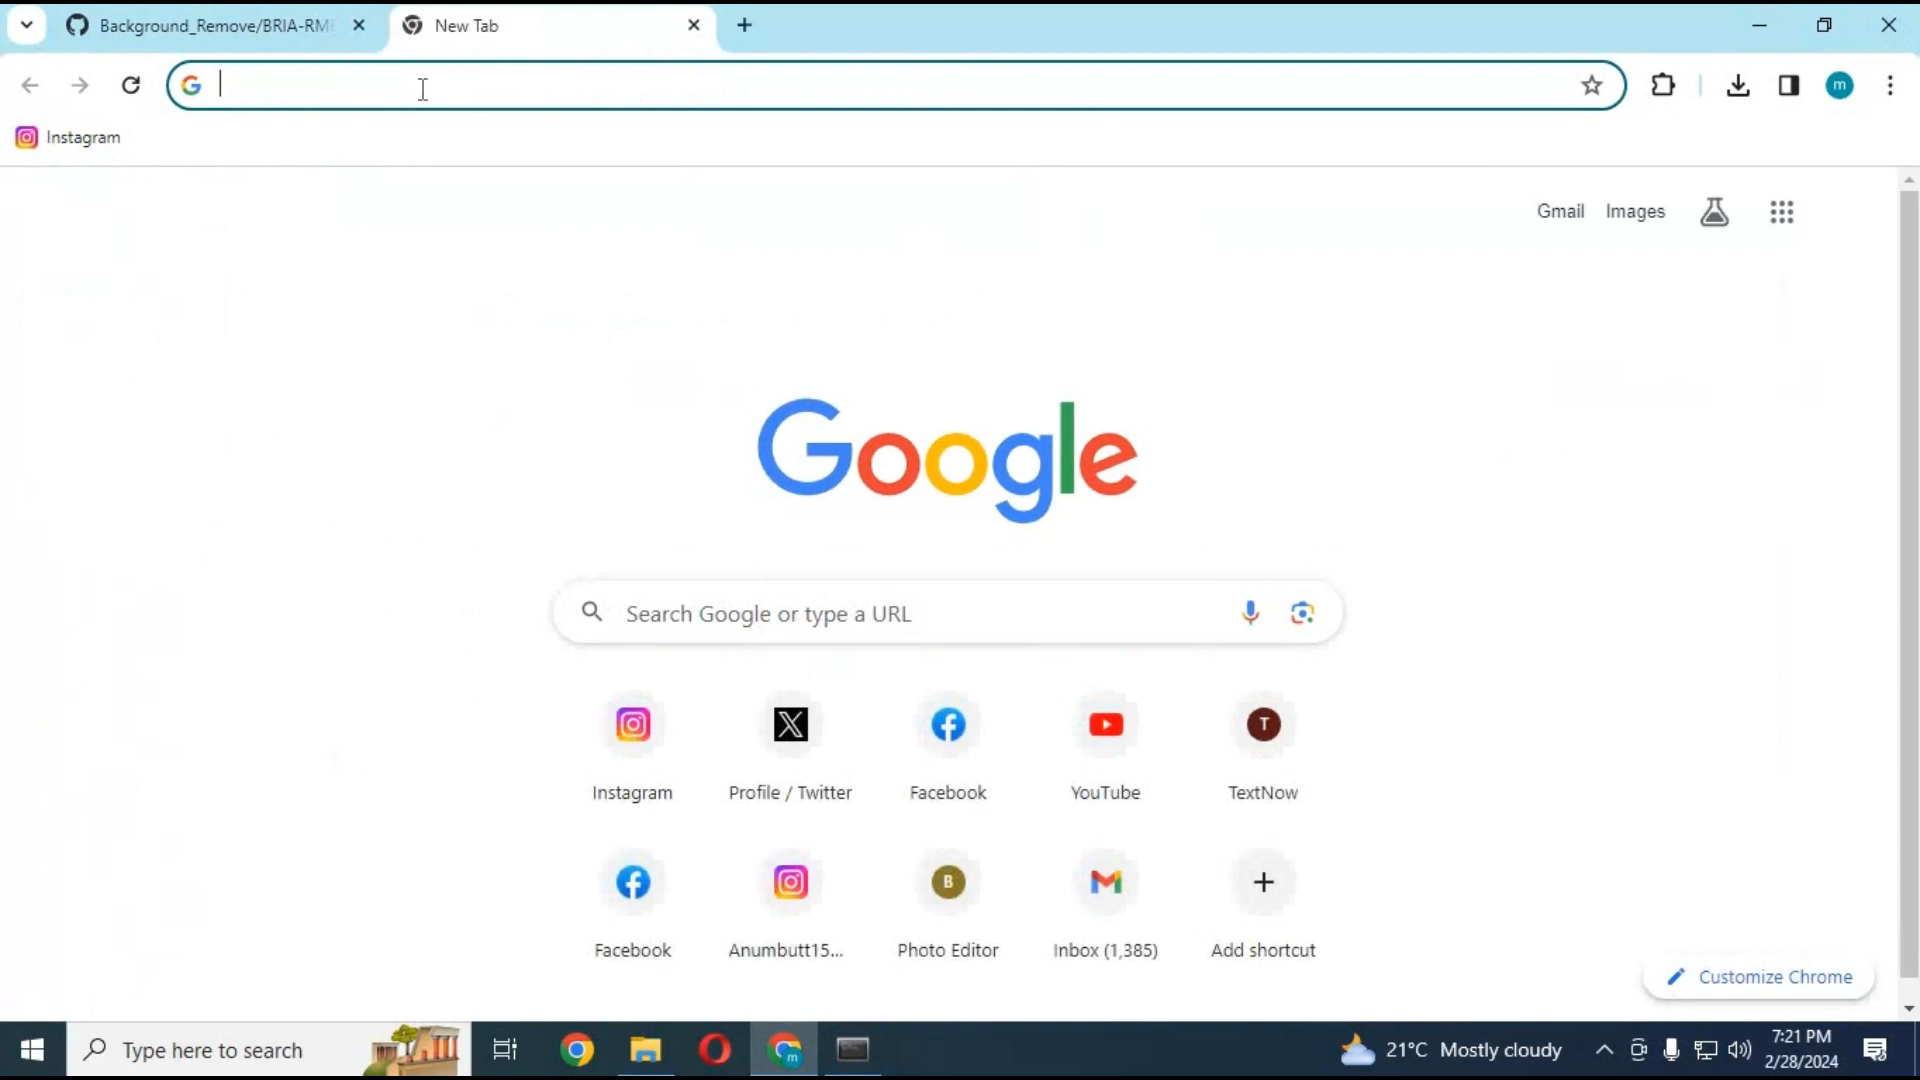 Background_Remove/BRIA-RM
New Tab
m
Instagram
Gmail Images
Google
Search Google or type a URL
T
Instagram Profile / Twitter Facebook YouTube TextNow
B
Facebook Anumbutt15... Photo Editor Inbox (1,385) Add shortcut
Customize Chrome
Type here to search
m
21°C Mostly cloudy
7:21 PM
2/28/2024